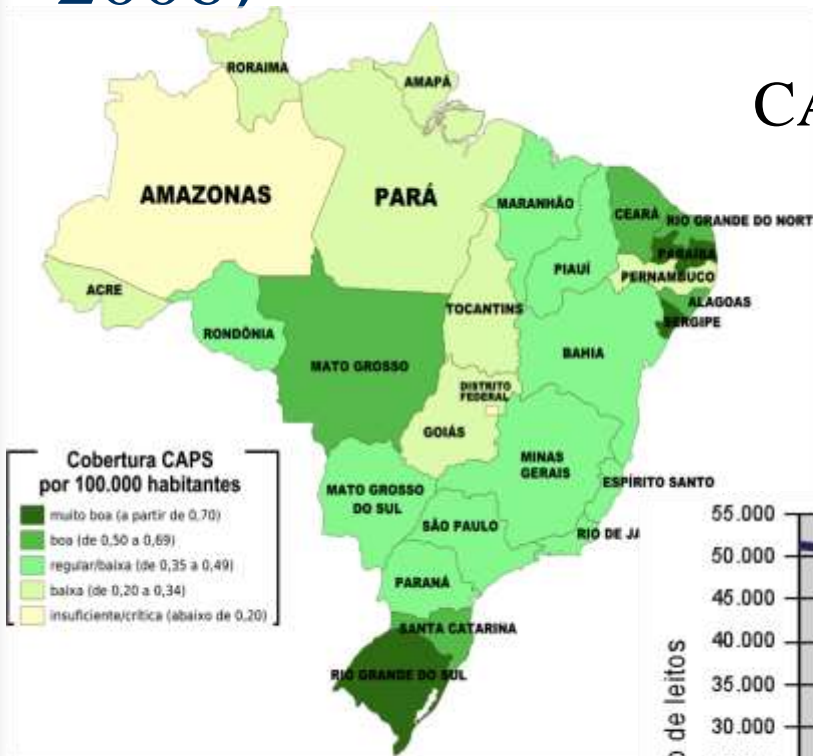 CA
RORAIMA
AMAPÁ
AMAZONAS
PARÁ
MARANHÃO
CEARÁ
RIO GRANDE DO NORT
PARAÍBA
PIAUÍ
PERNAMBUCO
ACRE
TOCANTINS
ALAGOAS
SERGIPE
RONDÔNIA
BAHIA
MATO GROSSO
DISTRITO
FEDERAL
GOIÁS
MINAS
GERAIS
ESPÍRITO SANTO
MATO GROSSO
DO SUL
SÃO PAULO
RIO DE JA
PARANÁ
SANTA CATARINA
RIO GRANDE DO SUL
Cobertura CAPS
por 100.000 habitantes
muito boa (a partir de 0,70)
boa (de 0,50 a 0,69)
regular/baixa (de 0,35 a 0,49)
baixa (de 0,20 a 0,34)
insuficiente/crítica (abaixo de 0,20)
55.000
50.000
45.000
40.000
35.000
30.000
o de leitos